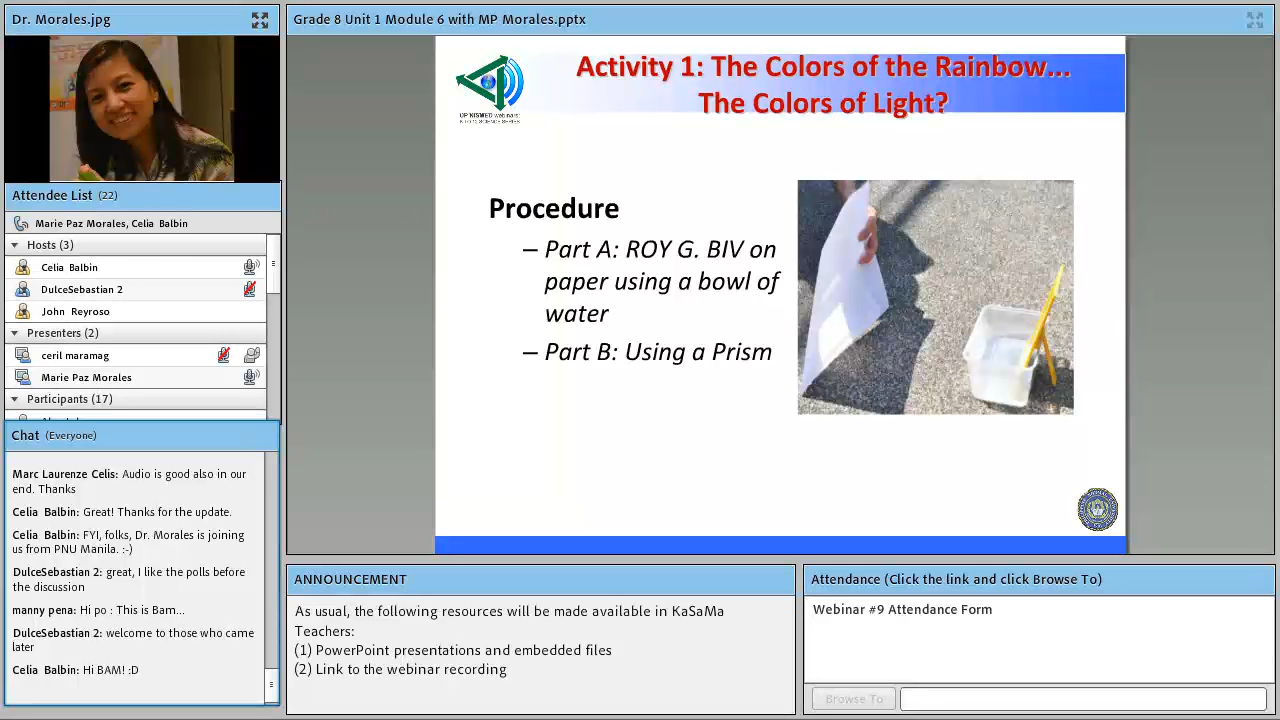 Dr. Morales.jpg
Attendee List (22)
Marie Paz Morales, Celia Balbin
Hosts (3)
Celia Balbin
DulceSebastian 2
John Reyroso
Presenters (2)
ceril maramag
Marie Paz Morales
Participants (17)
Chat (Everyone)
Marc Laurenze Celis: Audio is good also in our
end. Thanks
Celia Balbin: Great! Thanks for the update.
Celia Balbin: FYI, folks, Dr. Morales is joining
us from PNU Manila. :-)
DulceSebastian 2: great, I like the polls before
the discussion
manny pena: Hi po : This is Bam...
DulceSebastian 2: welcome to those who came
later
Celia Balbin: Hi BAM! :D
Grade 8 Unit 1 Module 6 with MP Morales.pptx
UP NISMED webinars:
K TO 12 SCIENCE SERIES
Activity 1: The Colors of the Rainbow...
The Colors of Light?
Procedure
– Part A: ROY G. BIV on
paper using a bowl of
water
– Part B: Using a Prism
ANNOUNCEMENT
As usual, the following resources will be made available in KaSaMa
Teachers:
(1) PowerPoint presentations and embedded files
(2) Link to the webinar recording
Attendance (Click the link and click Browse To)
Webinar #9 Attendance Form
Browse To